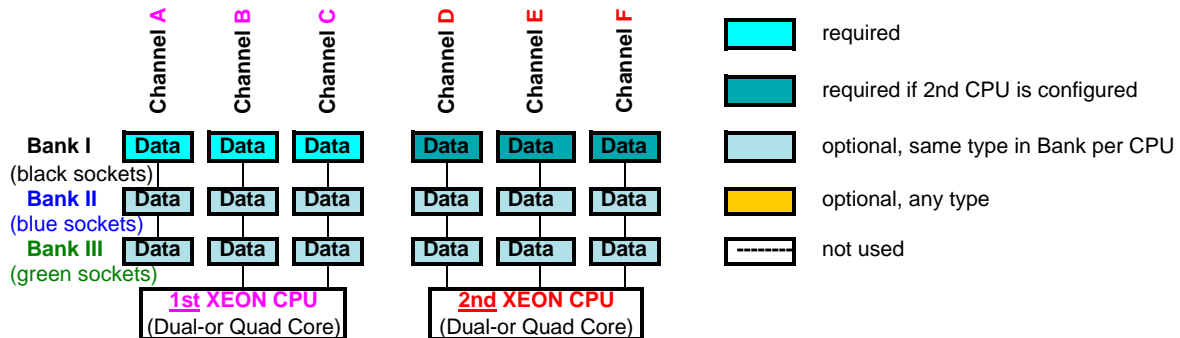 Channel A
Channel B
Channel C
Channel D
Channel E
Channel F
Bank I
(black sockets)
Data Data Data Data Data Data
Bank II
(blue sockets)
Data Data Data Data Data Data
Bank III
(green sockets)
Data Data Data Data Data Data
1st XEON CPU
(Dual-or Quad Core)
2nd XEON CPU
(Dual-or Quad Core)
required
required if 2nd CPU is configured
optional, same type in Bank per CPU
optional, any type
-------- not used